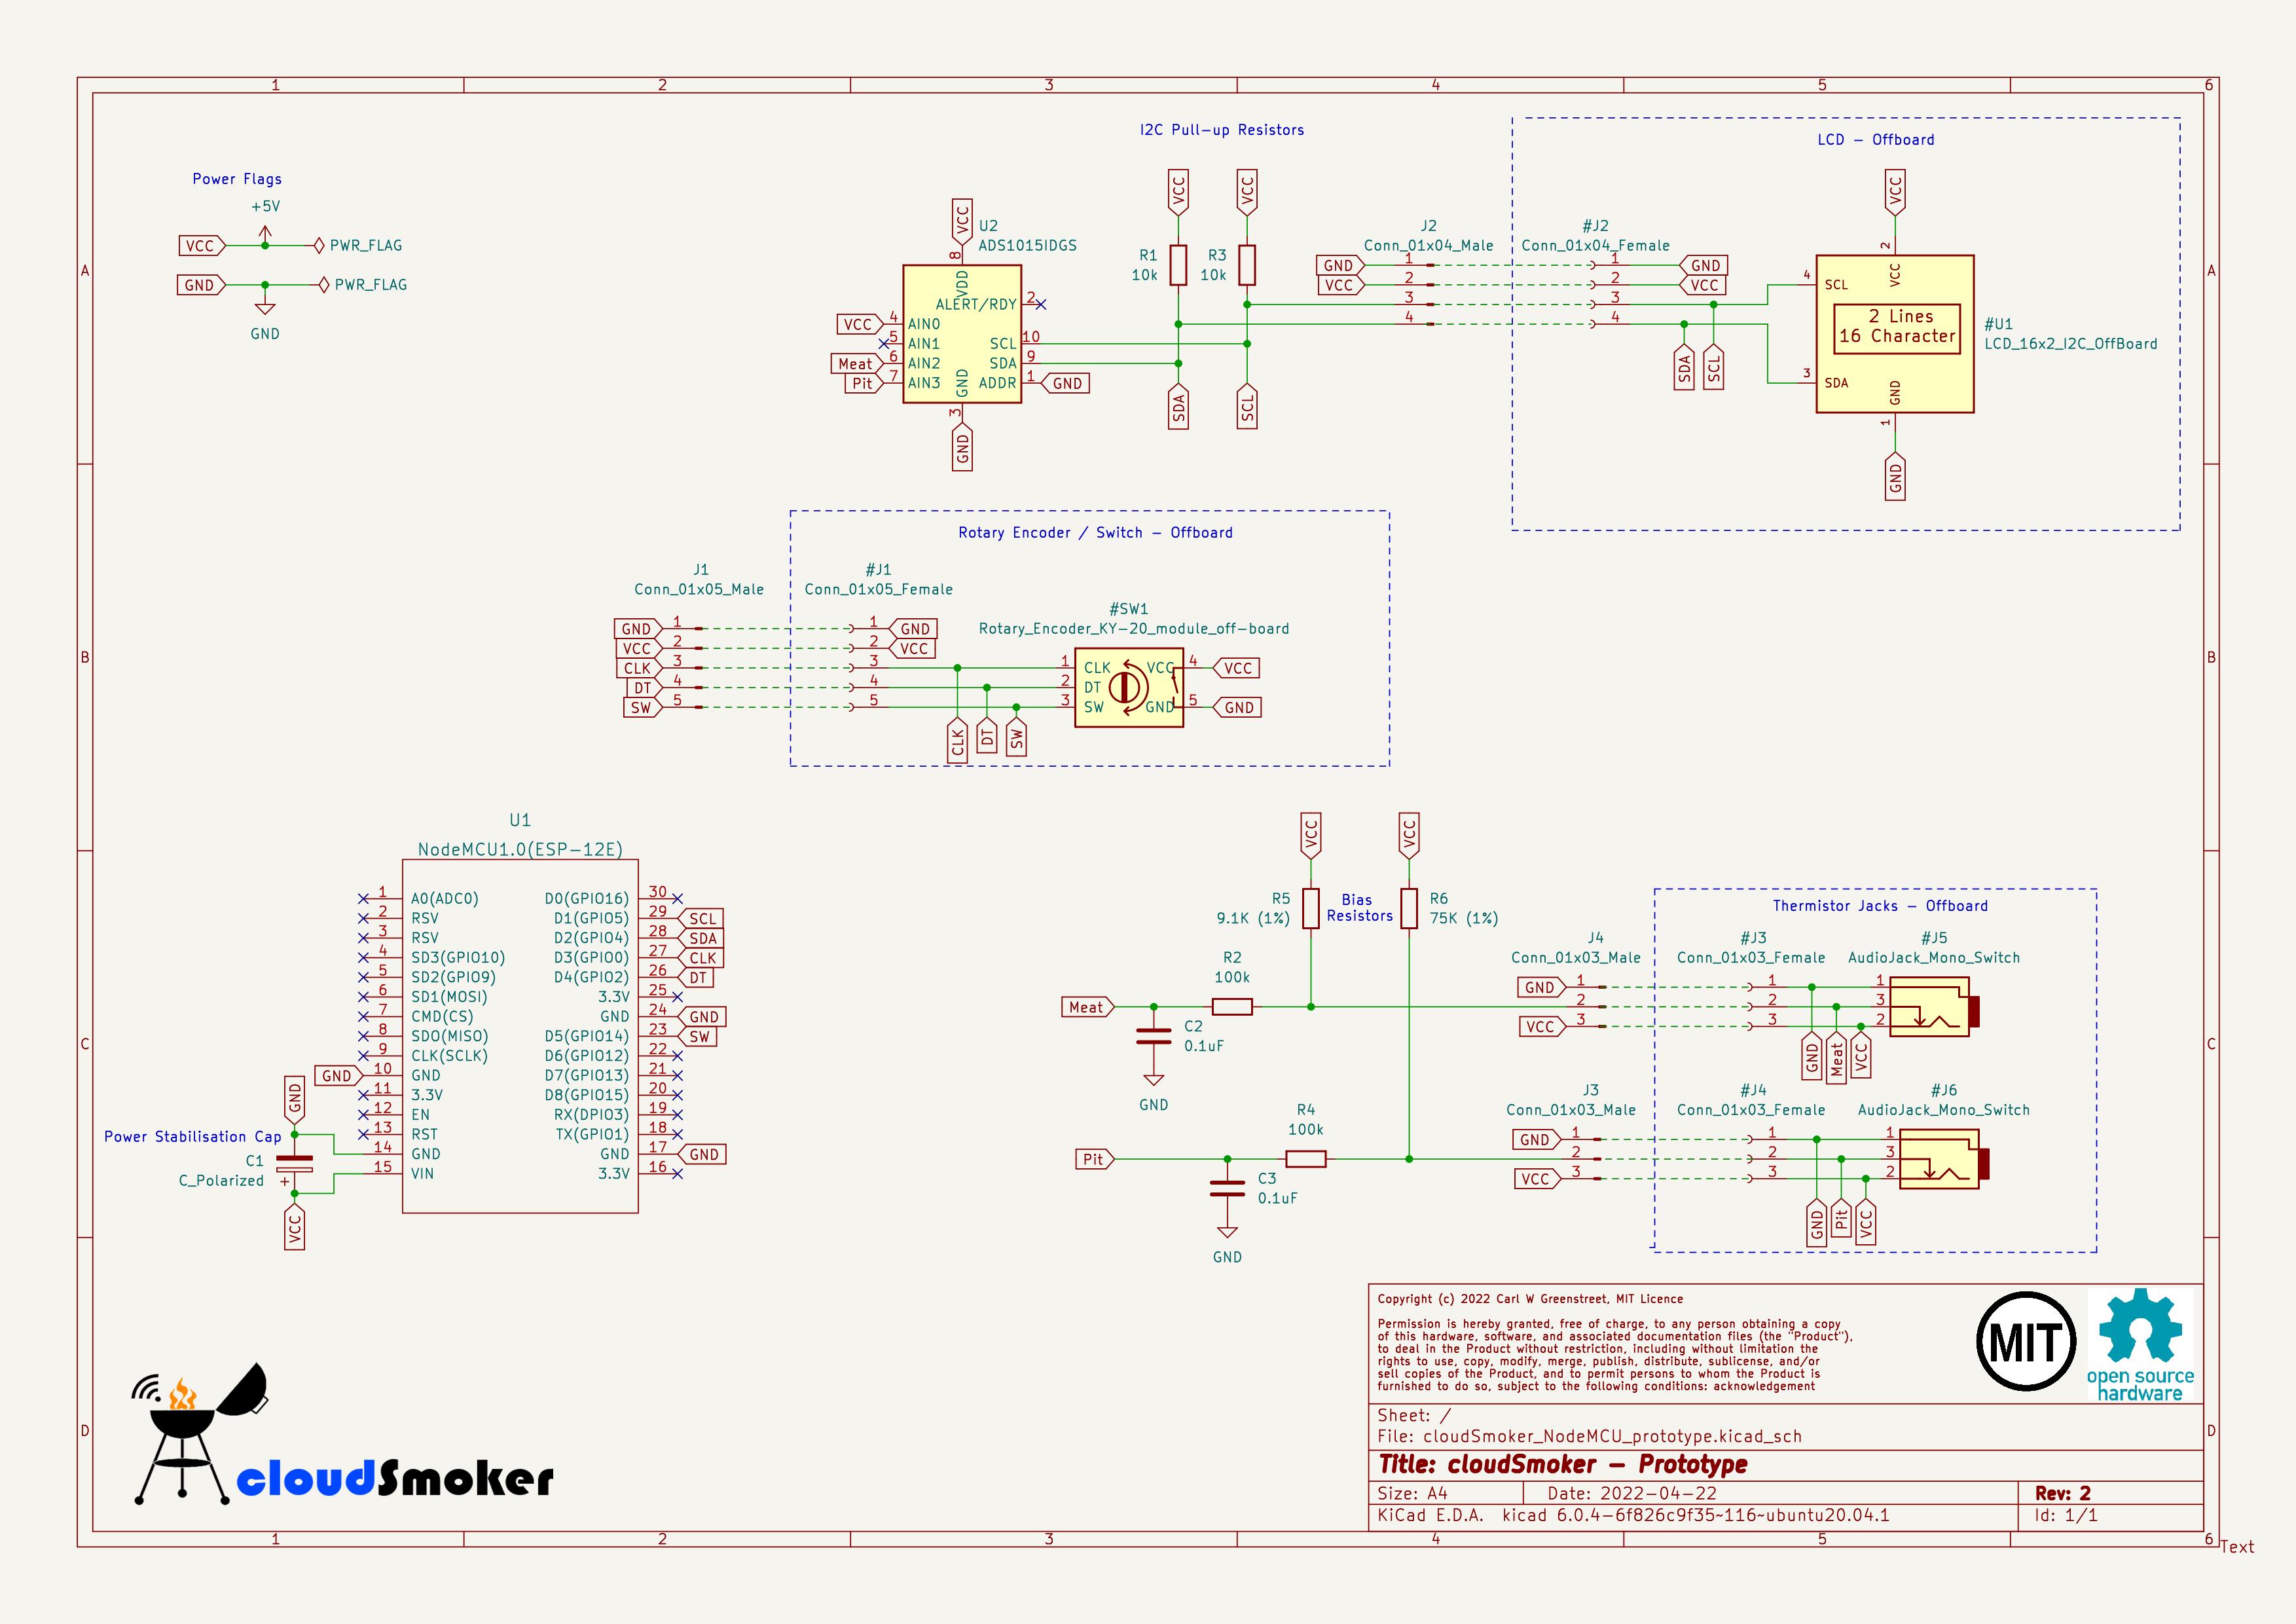 1 2 3 4 5 6
A
B
C
D
A
B
C
D
Power Flags
+5V
VCC
PWR_FLAG
GND
PWR_FLAG
GND
I2C Pull-up Resistors
VCC
VCC
VCC
U2
ADS1015IDGS
R1
10k
R3
10k
8
VDD
ALERT/RDY 2
VCC 4 AIN0
5 AIN1
SCL 10
Meat 6 AIN2
SDA 9
Pit 7 AIN3
ADDR 1 GND
GND
3
GND
SDA
SCL
J2
Conn_01x04_Male
GND 1
VCC 2
3
4
LCD - Offboard
#J2
Conn_01x04_Female
1 GND
2 VCC
3
4
SDA
SCL
VCC
2
VCC
4 SCL
2 Lines
16 Character
3 SDA
GND
1
GND
#U1
LCD_16x2_I2C_OffBoard
Rotary Encoder / Switch - Offboard
J1
Conn_01x05_Male
GND 1
VCC 2
CLK 3
DT 4
SW 5
#J1
Conn_01x05_Female
1 GND
2 VCC
3
4
5
CLK
DT
SW
#SW1
Rotary_Encoder_KY-20_module_off-board
1 CLK VCC 4 VCC
2 DT
3 SW GND 5 GND
U1
NodeMCU1.0(ESP-12E)
1 A0(ADC0) D0(GPIO16) 30
2 RSV D1(GPIO5) 29 SCL
3 RSV D2(GPIO4) 28 SDA
4 SD3(GPIO10) D3(GPIO0) 27 CLK
5 SD2(GPIO9) D4(GPIO2) 26 DT
6 SD1(MOSI) 3.3V 25
7 CMD(CS) GND 24 GND
8 SDO(MISO) D5(GPIO14) 23 SW
9 CLK(SCLK) D6(GPIO12) 22
GND 10 GND D7(GPIO13) 21
11 3.3V D8(GPIO15) 20
12 EN RX(DPIO3) 19
13 RST TX(GPIO1) 18
14 GND GND 17 GND
15 VIN 3.3V 16
GND
Power Stabilisation Cap
C1
C_Polarized
+
VCC
VCC
VCC
R5
9.1K (1%)
Bias
Resistors
R6
75K (1%)
R2
100k
Meat
C2
0.1uF
GND
R4
100k
Pit
C3
0.1uF
GND
J4
Conn_01x03_Male
GND 1
2
VCC 3
J3
Conn_01x03_Male
GND 1
2
VCC 3
Thermistor Jacks - Offboard
#J3
Conn_01x03_Female
1
2
3
#J5
AudioJack_Mono_Switch
1
3
2
GND
Meat
VCC
#J4
Conn_01x03_Female
1
2
3
#J6
AudioJack_Mono_Switch
1
3
2
GND
Pit
VCC
cloudSmoker
Copyright (c) 2022 Carl W Greenstreet, MIT Licence
Permission is hereby granted, free of charge, to any person obtaining a copy
of this hardware, software, and associated documentation files (the "Product"),
to deal in the Product without restriction, including without limitation the
rights to use, copy, modify, merge, publish, distribute, sublicense, and/or
sell copies of the Product, and to permit persons to whom the Product is
furnished to do so, subject to the following conditions: acknowledgement
MIT
open source
hardware
Sheet: /
File: cloudSmoker_NodeMCU_prototype.kicad_sch
Title: cloudSmoker - Prototype
Size: A4 Date: 2022-04-22 Rev: 2
KiCad E.D.A. kicad 6.0.4-6f826c9f35~116~ubuntu20.04.1 Id: 1/1
1 2 3 4 5 6
Text